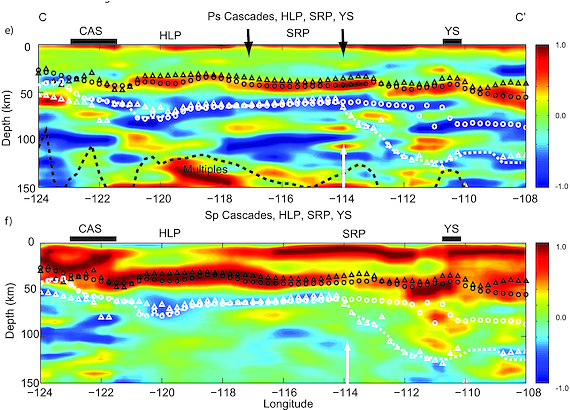 Ps Cascades, HLP, SRP, YS
C C'
e) CAS HLP SRP YS
0
50
100
150
Depth (km)
Multiples
-124 -122 -120 -118 -116 -114 -112 -110 -108
1.0
0.0
-1.0
Sp Cascades, HLP, SRP, YS
f) CAS HLP SRP YS
0
50
100
150
Depth (km)
-124 -122 -120 -118 -116 -114 -112 -110 -108
Longitude
1.0
0.0
-1.0